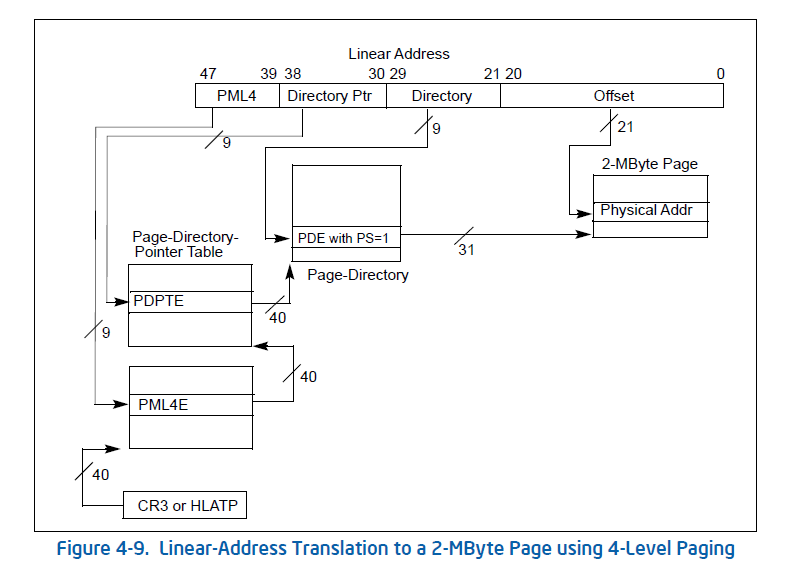 Linear Address
47 39 38 30 29 21 20 0
PML4 Directory Ptr Directory Offset
9
9
21
2-MByte Page
Physical Addr
PDE with PS=1
31
Page-Directory
Page-Directory-
Pointer Table
PDPTE
40
9
40
PML4E
40
CR3 or HLATP
Figure 4-9. Linear-Address Translation to a 2-MByte Page using 4-Level Paging